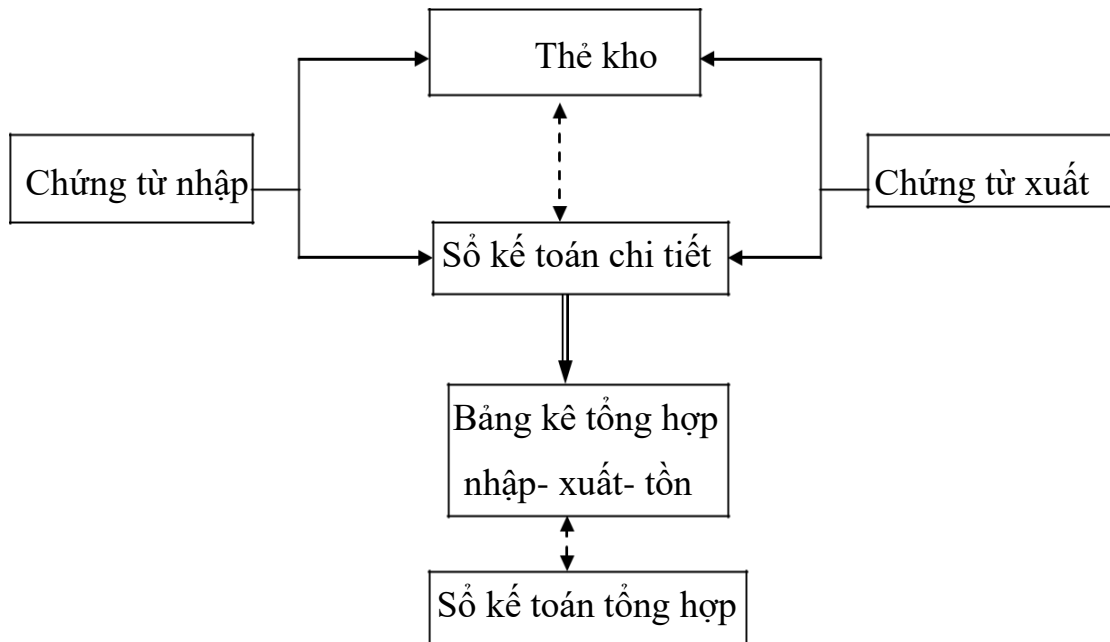 Thẻ kho
Chứng từ nhập
Chứng từ xuất
Sổ kế toán chi tiết
Bảng kê tổng hợp
nhập- xuất- tồn
Sổ kế toán tổng hợp